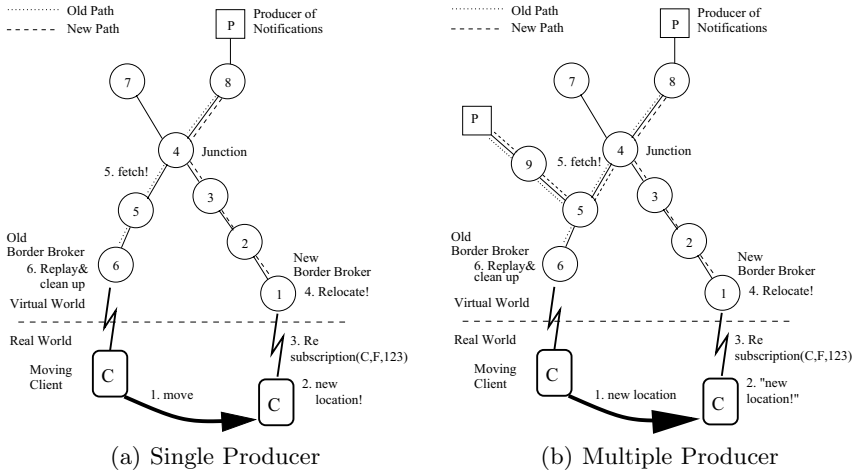 Old Path
New Path
P
Producer of
Notifications
7
8
4
Junction
5. fetch!
3
5
2
Old
Border Broker
6. Replay&
clean up
6
New
Border Broker
1
4. Relocate!
Virtual World
Real World
3. Re
subscription(C,F,123)
Moving
Client
C
1. move
C
2. new
location!
(a) Single Producer
Old Path
New Path
P
Producer of
Notifications
7
8
P
4
Junction
5. fetch!
9
3
5
2
Old
Border Broker
6. Replay&
clean up
6
New
Border Broker
1
4. Relocate!
Virtual World
Real World
3. Re
subscription(C,F,123)
Moving
Client
C
1. new location
C
2. "new
location!"
(b) Multiple Producer